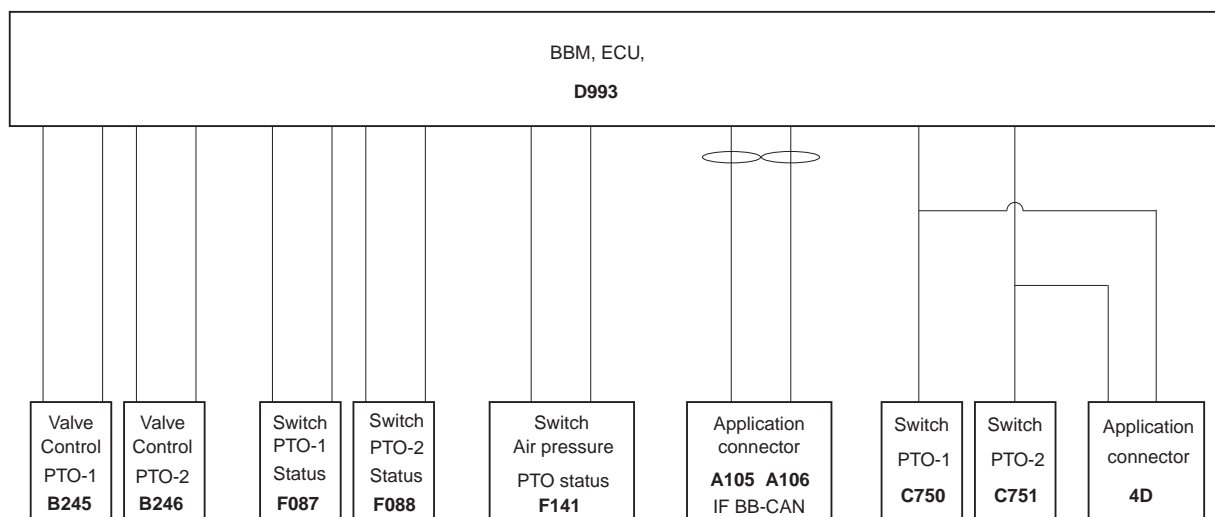 BBM, ECU,
D993
Valve
Control
PTO-1
B245
Valve
Control
PTO-2
B246
Switch
PTO-1
Status
F087
Switch
PTO-2
Status
F088
Switch
Air pressure
PTO status
F141
Application
connector
A105 A106
IF BB-CAN
Switch
PTO-1
C750
Switch
PTO-2
C751
Application
connector
4D